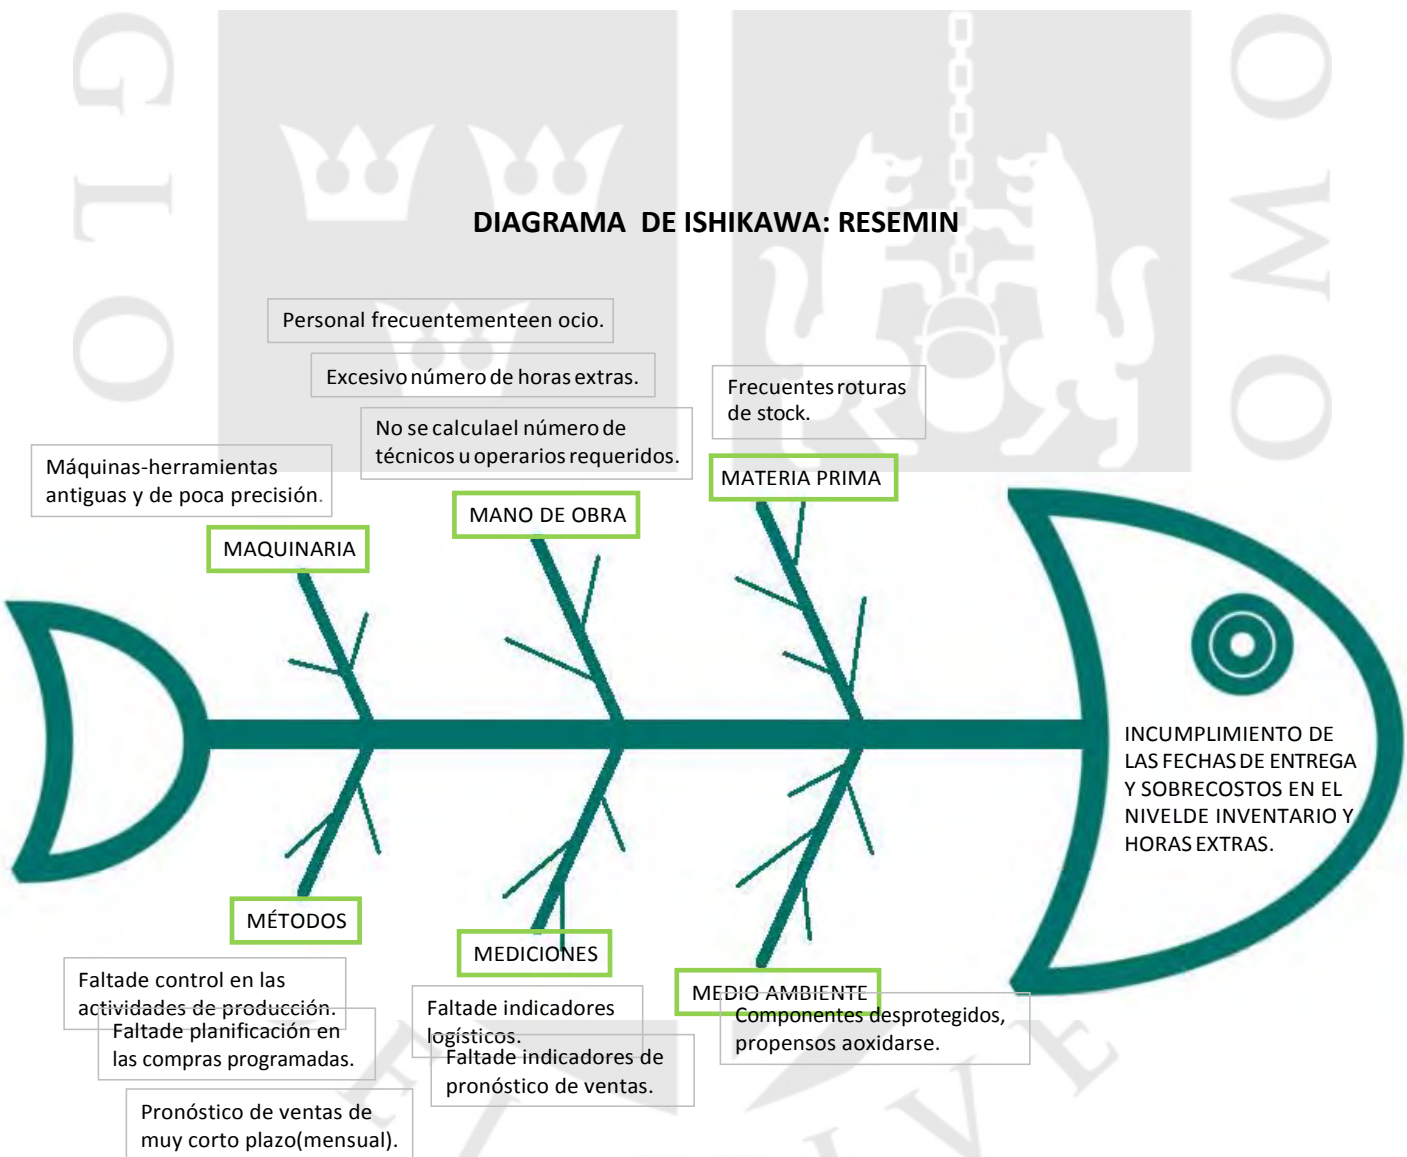 DIAGRAMA DE ISHIKAWA: RESEMIN
Personal frecuentementeen ocio.
Excesivo número de horas extras.
No se calculael número de
técnicos u operarios requeridos.
Frecuentes roturas
de stock.
Máquinas-herramientas
antiguas y de poca precisión.
MATERIA PRIMA
MANO DE OBRA
MAQUINARIA
INCUMPLIMIENTO DE
LAS FECHAS DE ENTREGA
Y SOBRECOSTOS EN EL
NIVELDE INVENTARIO Y
HORAS EXTRAS.
MÉTODOS
MEDICIONES
MEDIO AMBIENTE
Faltade control en las
actividades de producción.
Faltade planificación en
las compras programadas.
Pronóstico de ventas de
muy corto plazo(mensual).
Faltade indicadores
logísticos.
Faltade indicadores de
pronóstico de ventas.
Componentes desprotegidos,
propensos aoxidarse.
G L O
O M O
I V E